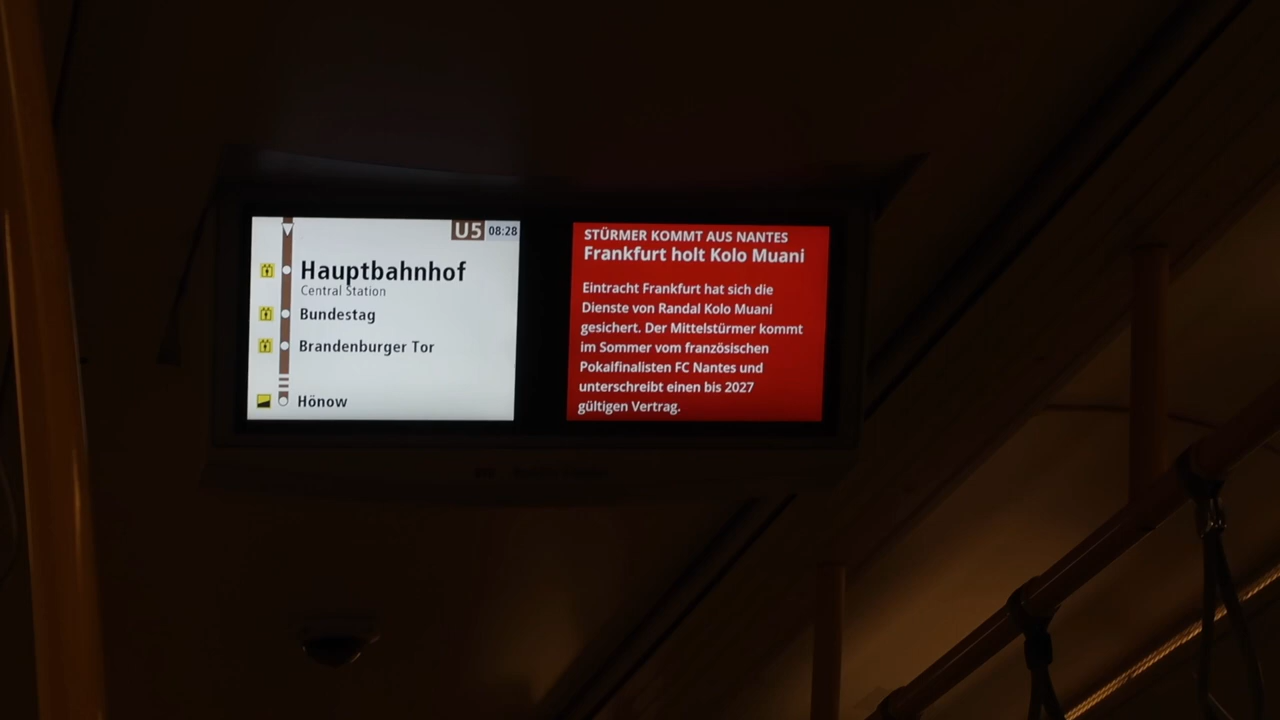 U5 08:28
Hauptbahnhof
Central Station
Bundestag
Brandenburger Tor
Hönow
STÜRMER KOMMT AUS NANTES
Frankfurt holt Kolo Muani
Eintracht Frankfurt hat sich die
Dienste von Randal Kolo Muani
gesichert. Der Mittelstürmer kommt
im Sommer vom französischen
Pokalfinalisten FC Nantes und
unterschreibt einen bis 2027
gültigen Vertrag.